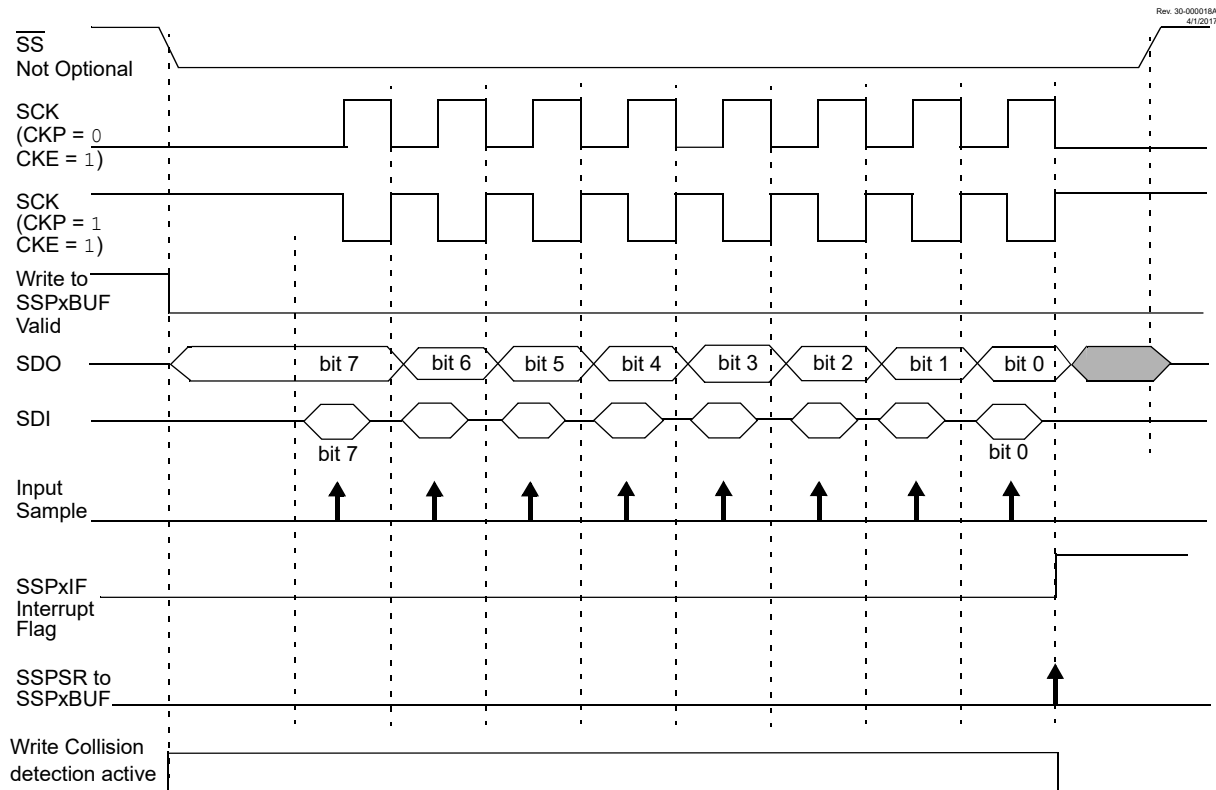 Rev. 30-000018A
4/1/2017
SS
Not Optional
SCK
(CKP = 0
CKE = 1)
SCK
(CKP = 1
CKE = 1)
Write to
SSPxBUF
Valid
SDO
bit 7 bit 6 bit 5 bit 4 bit 3 bit 2 bit 1 bit 0
SDI
bit 7 bit 0
Input
Sample
SSPxIF
Interrupt
Flag
SSPSR to
SSPxBUF
Write Collision
detection active